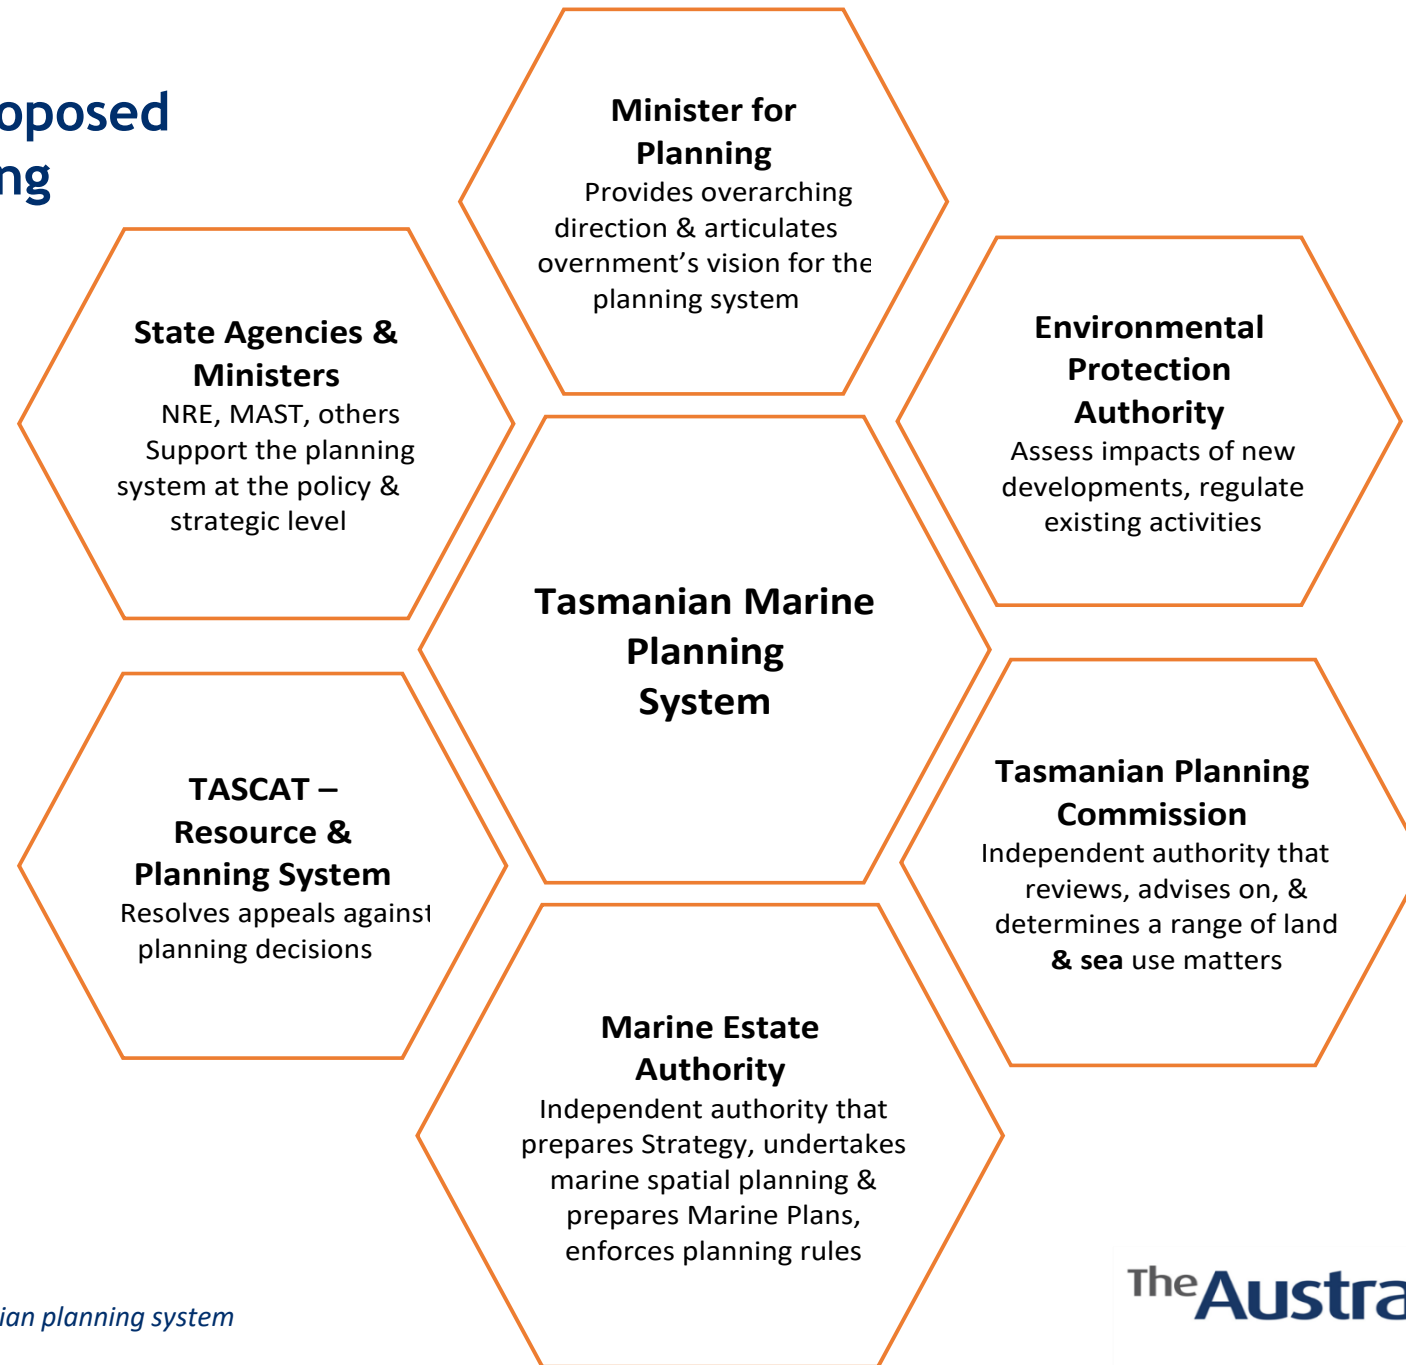 oposed
ng
Minister for
Planning
Provides overarching
direction & articulates
overnment's vision for the
planning system
State Agencies &
Ministers
NRE, MAST, others
Support the planning
system at the policy &
strategic level
Environmental
Protection
Authority
Assess impacts of new
developments, regulate
existing activities
Tasmanian Marine
Planning
System
TASCAT –
Resource &
Planning System
Resolves appeals against
planning decisions
Tasmanian Planning
Commission
Independent authority that
reviews, advises on, &
determines a range of land
& sea use matters
Marine Estate
Authority
Independent authority that
prepares Strategy, undertakes
marine spatial planning &
prepares Marine Plans,
enforces planning rules
ian planning system
The Austra